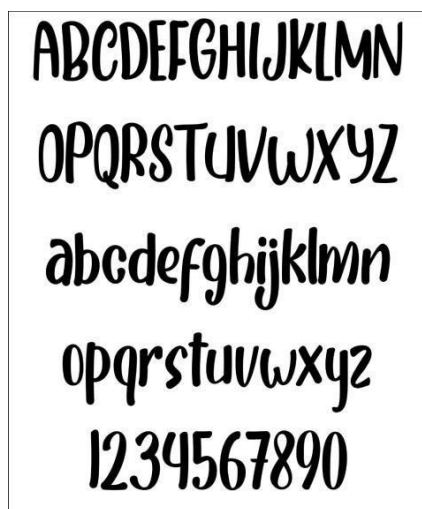 ABCDEFGHIJKLMN
OPQRSTUVWXYZ
abcdefghijklmn
opqrstuvwxyz
1234567890